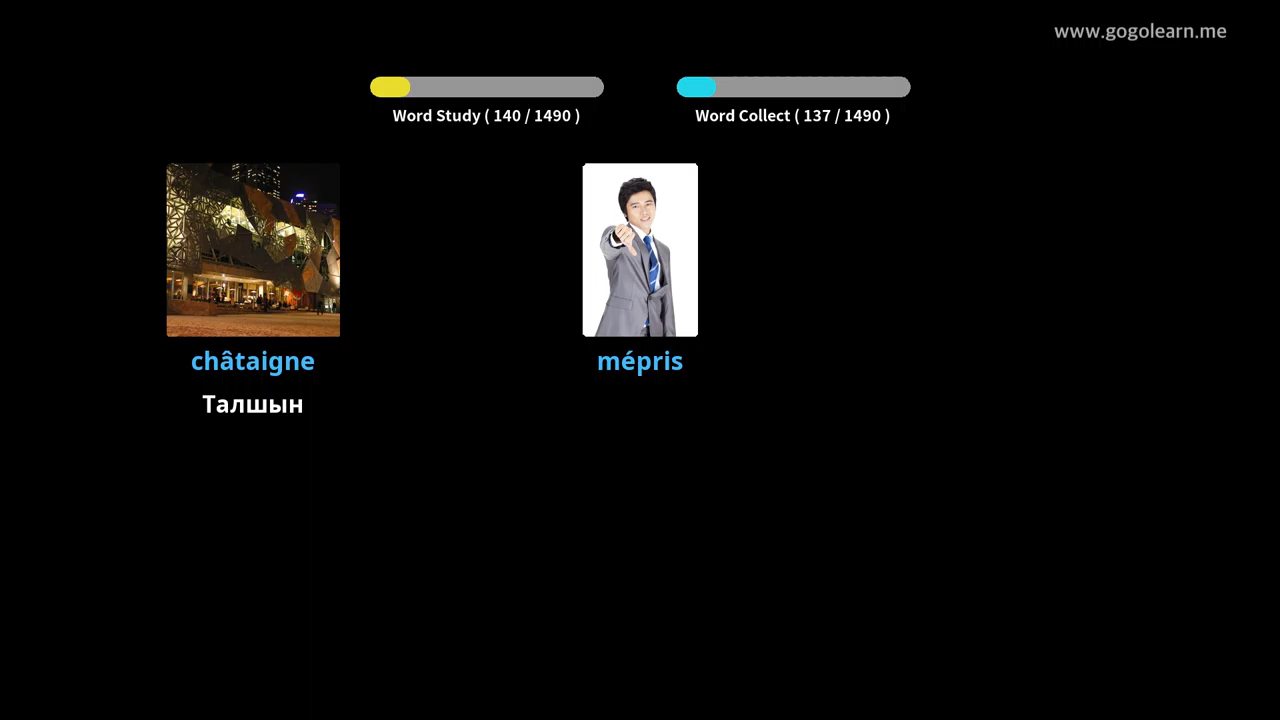 www.gogolearn.me
Word Study ( 140 / 1490 )
Word Collect ( 137 / 1490 )
châtaigne
mépris
Талшын